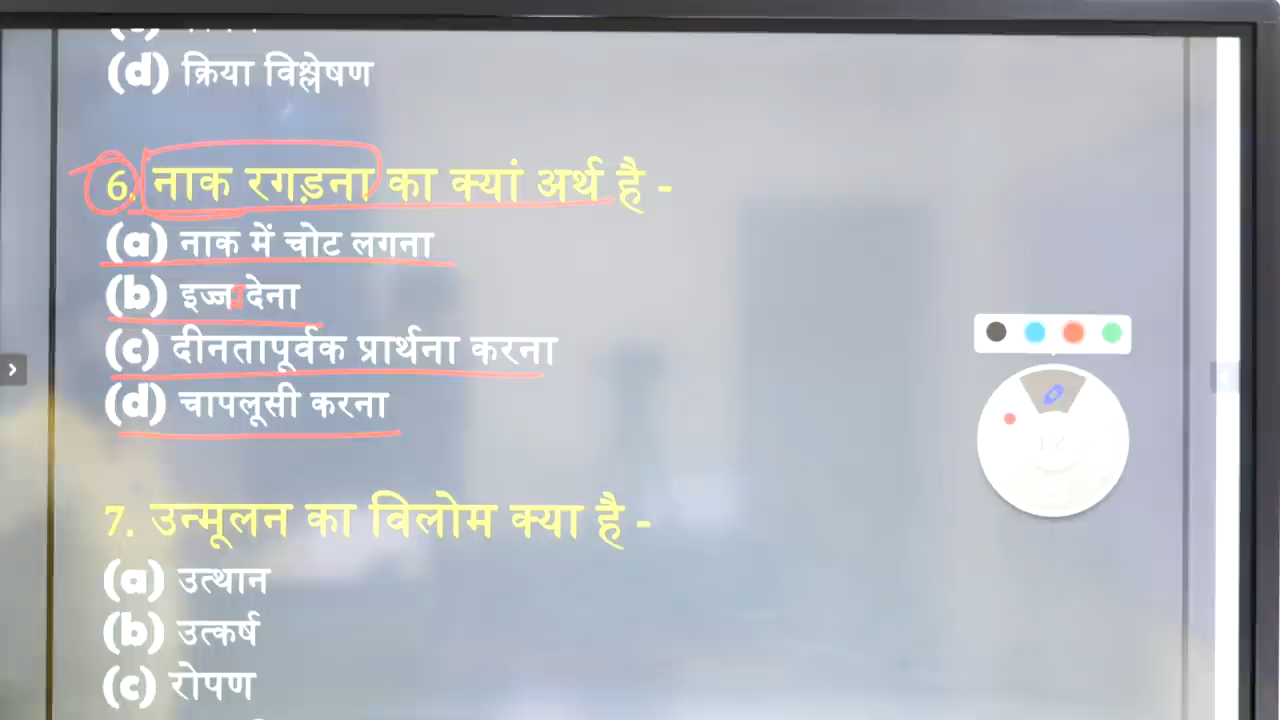 (d) क्रिया विश्लेषण
6. नाक रगड़ना का क्यां अर्थ है -
(a) नाक में चोट लगना
(b) इज्ज देना
(c) दीनतापूर्वक प्रार्थना करना
(d) चापलूसी करना
7. उन्मूलन का विलोम क्या है -
(a) उत्थान
(b) उत्कर्ष
(c) रोपण